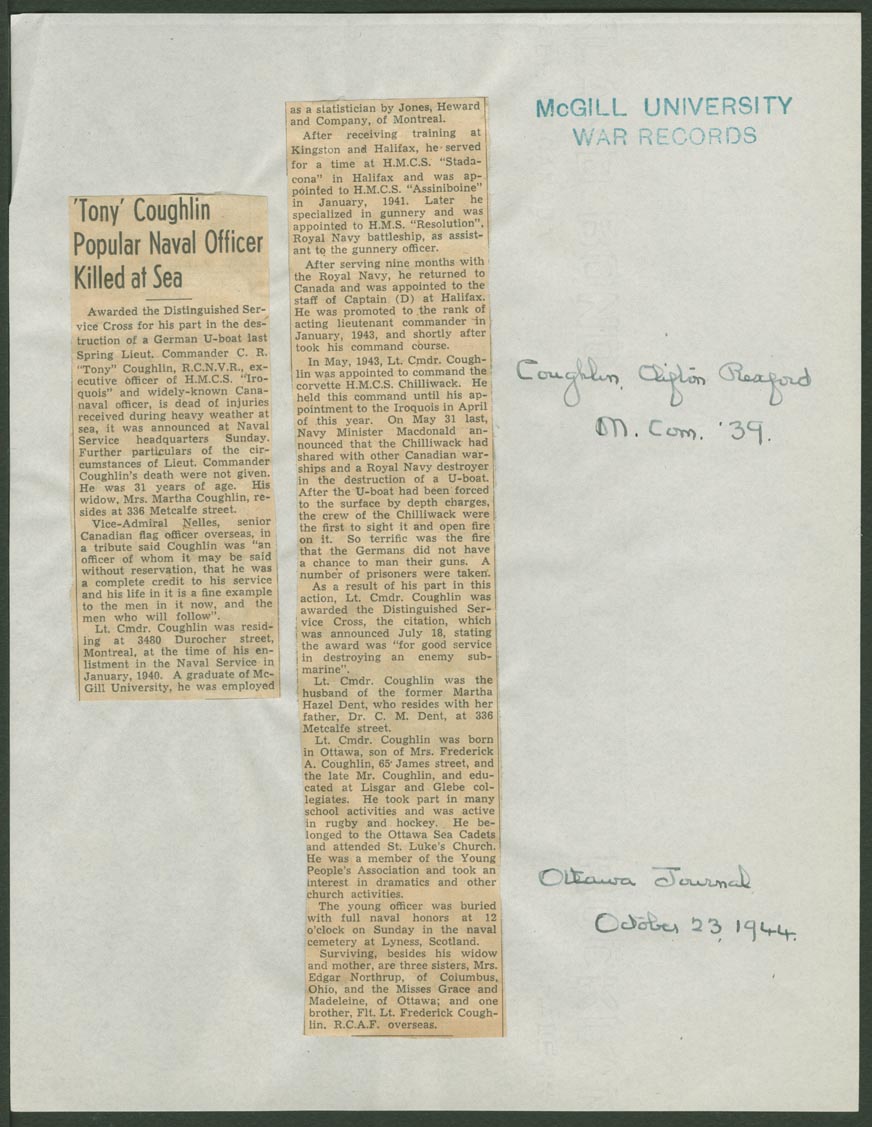 McGILL UNIVERSITY
WAR RECORDS
'Tony' Coughlin
Popular Naval Officer
Killed at Sea
Awarded the Distinguished Ser-
vice Cross for his part in the des-
truction of a German U-boat last
Spring Lieut. Commander C. R.
"Tony" Coughlin, R.C.N.V.R., ex-
ecutive officer of H.M.C.S. "Iro-
quois" and widely-known Cana-
naval officer, is dead of injuries
received during heavy weather at
sea, it was announced at Naval
Service headquarters Sunday.
Further particulars of the cir-
cumstances of Lieut. Commander
Coughlin's death were not given.
He was 31 years of age. His
widow, Mrs. Martha Coughlin, re-
sides at 336 Metcalfe street.
Vice-Admiral Nelles, senior
Canadian flag officer overseas, in
a tribute said Coughlin was "an
officer of whom it may be said
without reservation, that he was
a complete credit to his service
and his life in it is a fine example
to the men in it now, and the
men who will follow".
Lt. Cmdr. Coughlin was resid-
ing at 3480 Durocher street,
Montreal, at the time of his en-
listment in the Naval Service in
January, 1940. A graduate of Mc-
Gill University, he was employed
as a statistician by Jones, Heward
and Company, of Montreal.
After receiving training at
Kingston and Halifax, he served
for a time at H.M.C.S. "Stada-
cona" in Halifax and was ap-
pointed to H.M.C.S. "Assiniboine"
in January, 1941. Later he
specialized in gunnery and was
appointed to H.M.S. "Resolution",
Royal Navy battleship, as assist-
ant to the gunnery officer.
After serving nine months with
the Royal Navy, he returned to
Canada and was appointed to the
staff of Captain (D) at Halifax.
He was promoted to the rank of
acting lieutenant commander in
January, 1943, and shortly after
took his command course.
In May, 1943, Lt. Cmdr. Cough-
lin was appointed to command the
corvette H.M.C.S. Chilliwack. He
held this command until his ap-
pointment to the Iroquois in April
of this year. On May 31 last,
Navy Minister Macdonald an-
nounced that the Chilliwack had
shared with other Canadian war-
ships and a Royal Navy destroyer
in the destruction of a U-boat.
After the U-boat had been forced
to the surface by depth charges,
the crew of the Chilliwack were
the first to sight it and open fire
on it. So terrific was the fire
that the Germans did not have
a chance to man their guns. A
number of prisoners were taken.
As a result of his part in this
action, Lt. Cmdr. Coughlin was
awarded the Distinguished Ser-
vice Cross, the citation, which
was announced July 18, stating
the award was "for good service
in destroying an enemy sub-
marine".
Lt. Cmdr. Coughlin was the
husband of the former Martha
Hazel Dent, who resides with her
father, Dr. C. M. Dent, at 336
Metcalfe street.
Lt. Cmdr. Coughlin was born
in Ottawa, son of Mrs. Frederick
A. Coughlin, 65 James street, and
the late Mr. Coughlin, and edu-
cated at Lisgar and Glebe col-
legiates. He took part in many
school activities and was active
in rugby and hockey. He be-
longed to the Ottawa Sea Cadets
and attended St. Luke's Church.
He was a member of the Young
People's Association and took an
interest in dramatics and other
church activities.
The young officer was buried
with full naval honors at 12
o'clock on Sunday in the naval
cemetery at Lyness, Scotland.
Surviving, besides his widow
and mother, are three sisters, Mrs.
Edgar Northrup, of Columbus,
Ohio, and the Misses Grace and
Madeleine, of Ottawa; and one
brother, Flt. Lt. Frederick Cough-
lin, R.C.A.F. overseas.
Coughlin, Clifton Rexford
M. Com. '39.
Ottawa Journal
October 23, 1944.